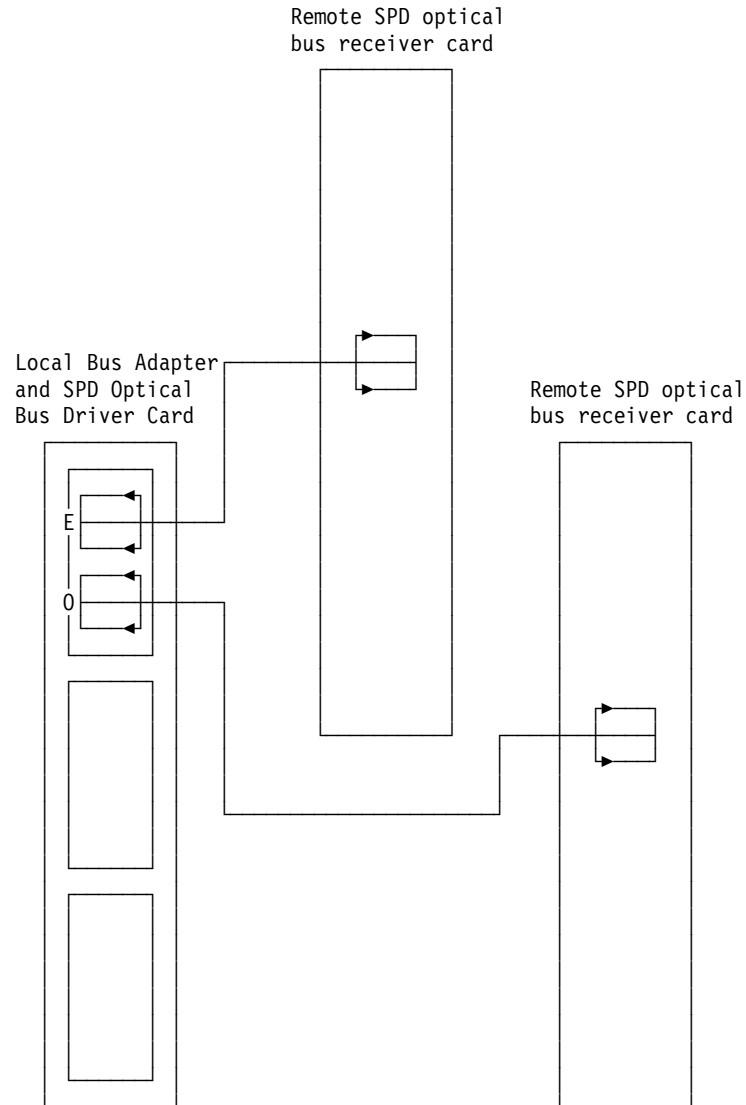 Remote SPD optical
bus receiver card
Local Bus Adapter
and SPD Optical
Bus Driver Card
Remote SPD optical
bus receiver card
E
O